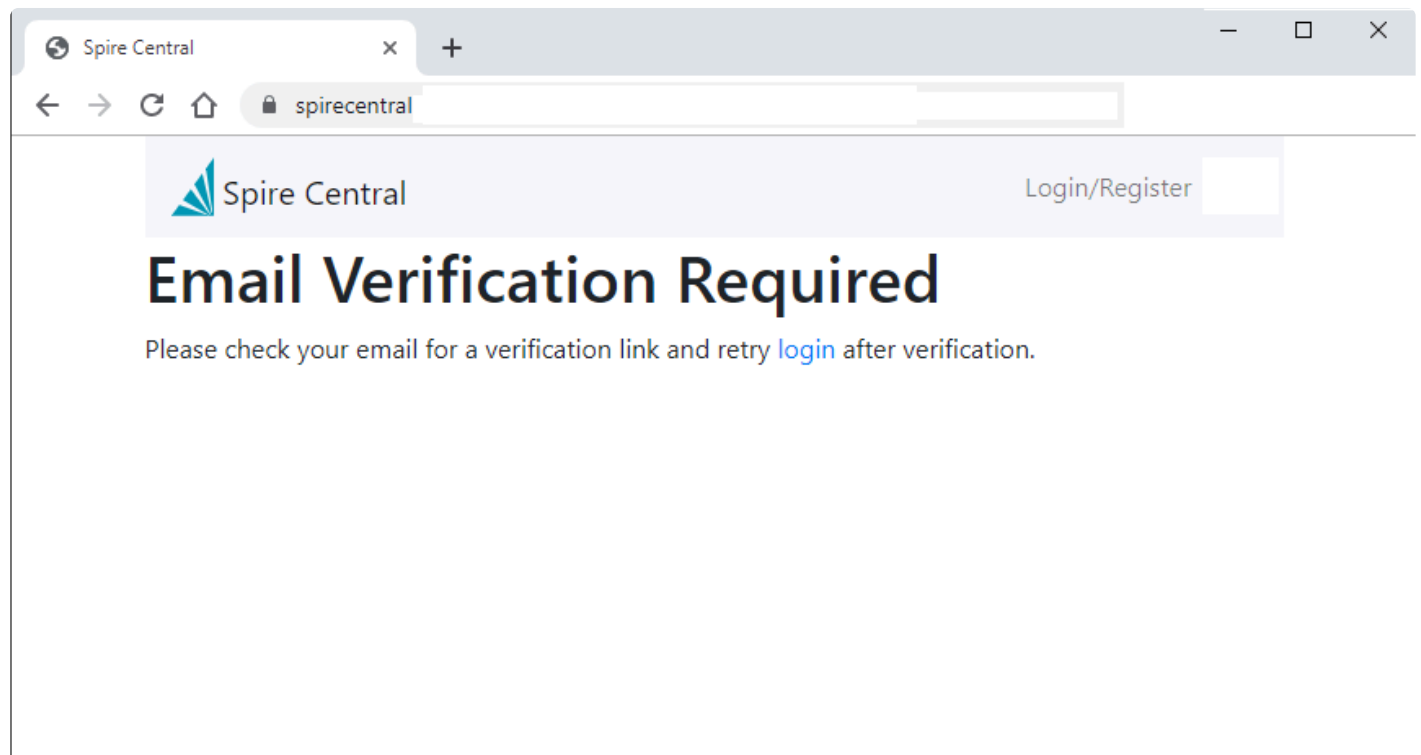 Spire Central
spirecentral
Spire Central
Login/Register
Email Verification Required
Please check your email for a verification link and retry login after verification.